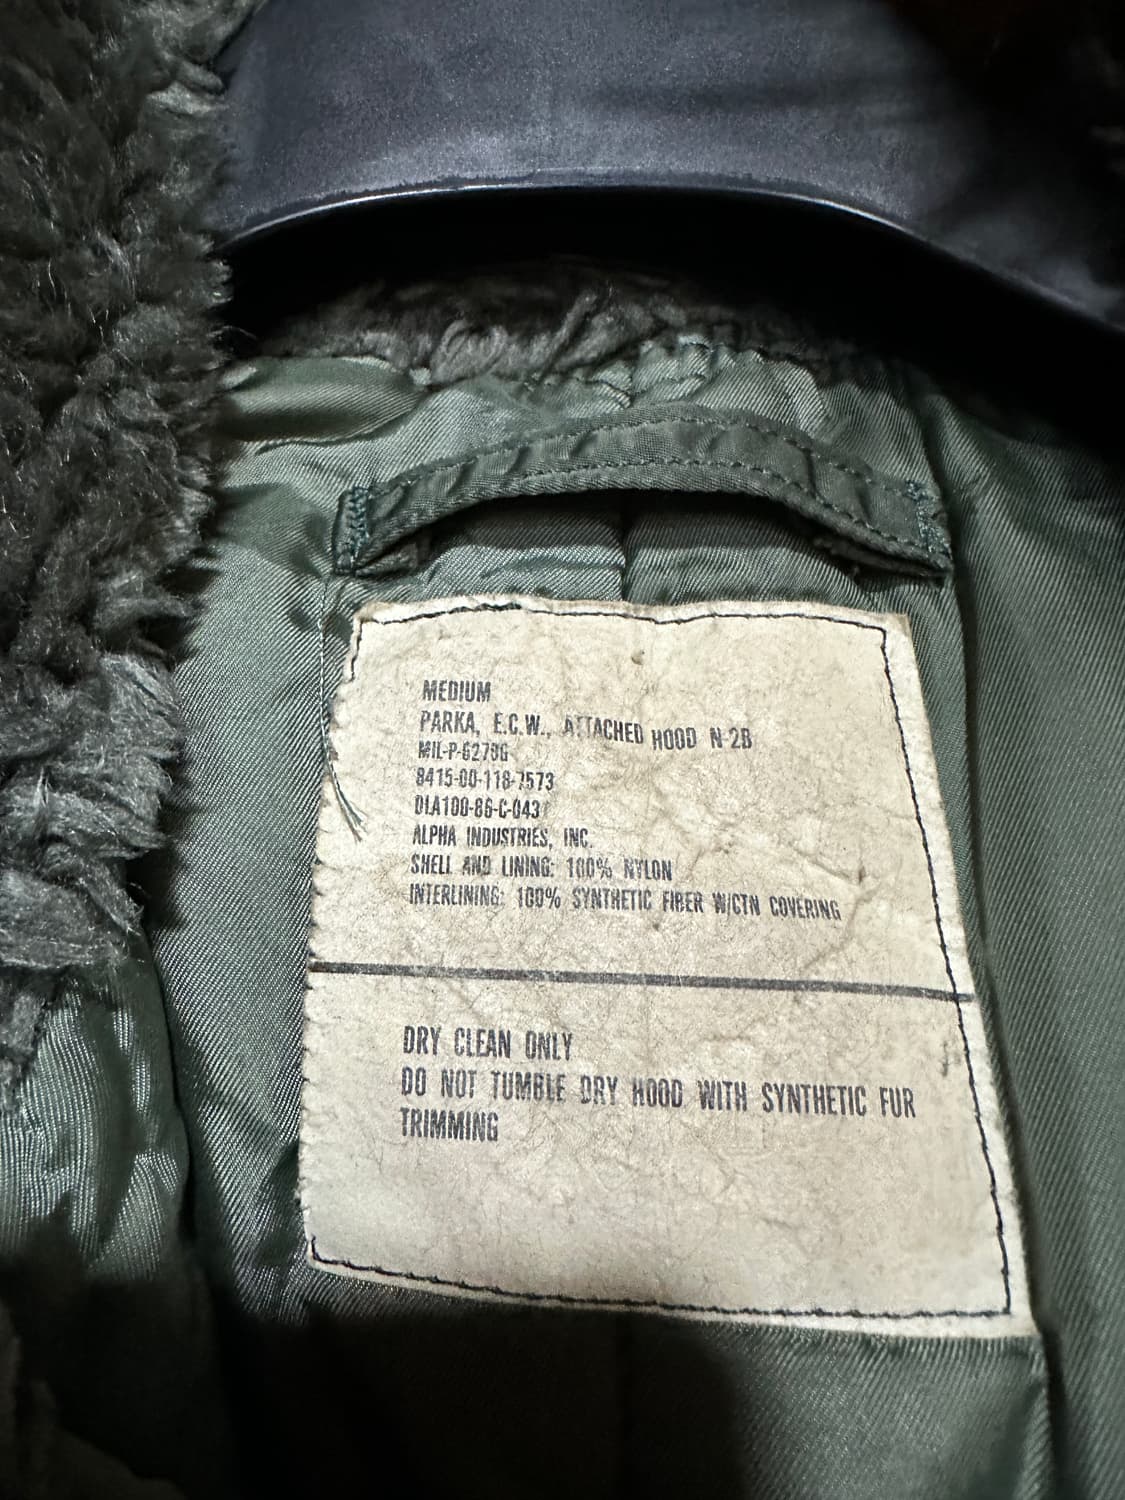 MEDIUM
PARKA, E.C.W., ATTACHED HOOD N-2B
MIL-P-6279G
8415-00-118-7573
DLA100-86-C-043
ALPHA INDUSTRIES, INC.
SHELL AND LINING: 100% NYLON
INTERLINING: 100% SYNTHETIC FIBER W/CTN COVERING
DRY CLEAN ONLY
DO NOT TUMBLE DRY HOOD WITH SYNTHETIC FUR
TRIMMING